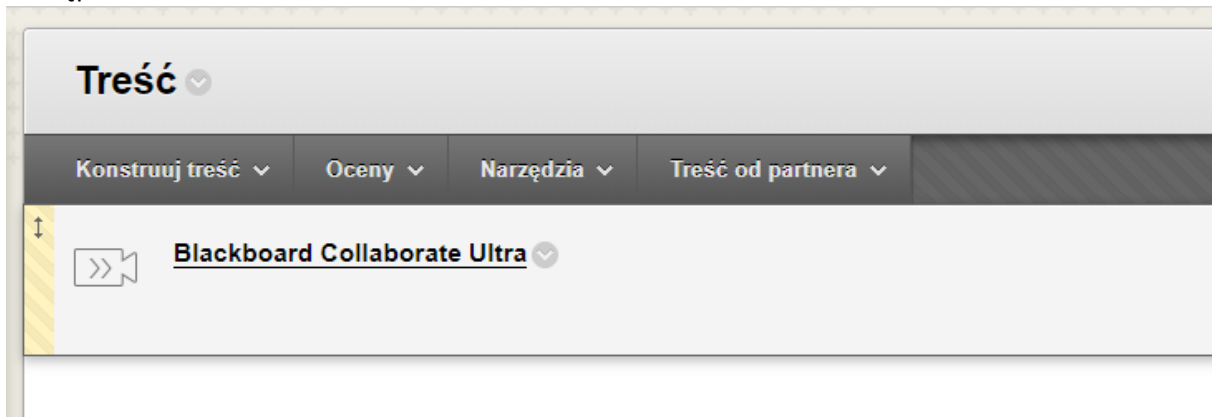 Treść
Konstruuj treść Oceny Narzędzia Treść od partnera
Blackboard Collaborate Ultra